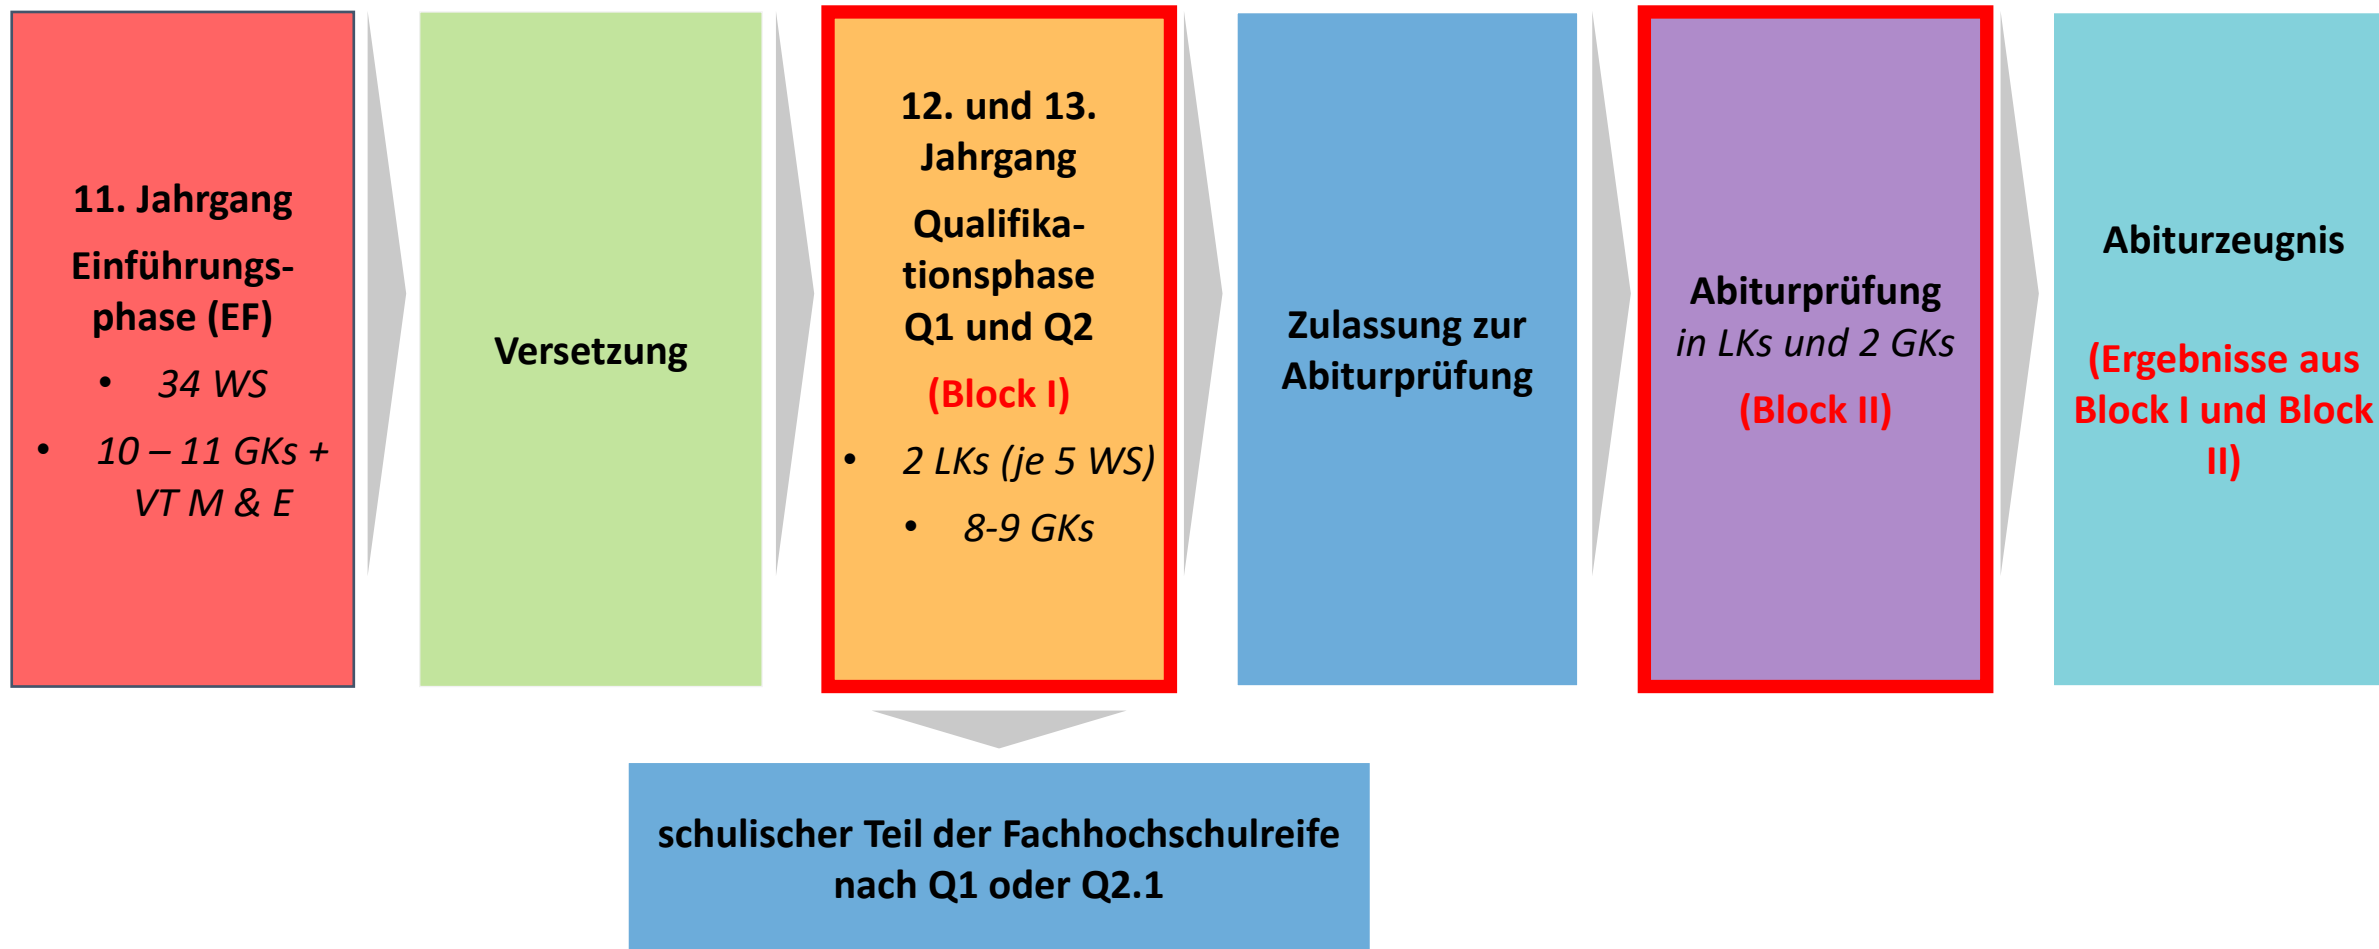 11. Jahrgang
Einführungs-
phase (EF)
• 34 WS
• 10 – 11 GKs +
VT M & E
Versetzung
12. und 13.
Jahrgang
Qualifika-
tionsphase
Q1 und Q2
(Block I)
• 2 LKs (je 5 WS)
• 8-9 GKs
Zulassung zur
Abiturprüfung
Abiturprüfung
in LKs und 2 GKs
(Block II)
Abiturzeugnis
(Ergebnisse aus
Block I und Block
II)
schulischer Teil der Fachhochschulreife
nach Q1 oder Q2.1